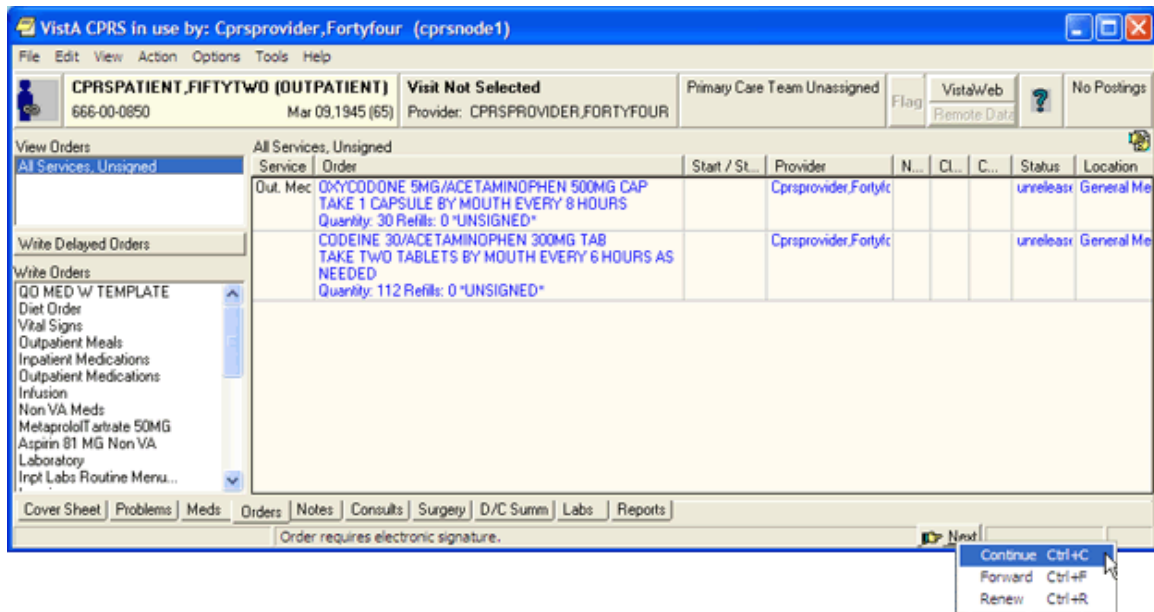 VistA CPRS in use by: Cprsprovider,Fortyfour (cprsnode1)
File Edit View Action Options Tools Help
CPRSPATIENT,FIFTYTWO (OUTPATIENT)
666-00-0850 Mar 09,1945 (65)
Visit Not Selected
Provider: CPRSPROVIDER,FORTYFOUR
Primary Care Team Unassigned
Flag
VistaWeb
Remote Data
?
No Postings
View Orders
All Services, Unsigned
Write Delayed Orders
Write Orders
QO MED W TEMPLATE
Diet Order
Vital Signs
Outpatient Meals
Inpatient Medications
Outpatient Medications
Infusion
Non VA Meds
MetaprololTartrate 50MG
Aspirin 81 MG Non VA
Laboratory
Inpt Labs Routine Menu...
All Services, Unsigned
Service Order Start / St... Provider N... Cl... C... Status Location
Out. Mec OXYCODONE 5MG/ACETAMINOPHEN 500MG CAP Cprsprovider,Fortyfc unrelease General Me
TAKE 1 CAPSULE BY MOUTH EVERY 8 HOURS
Quantity: 30 Refills: 0 *UNSIGNED*
CODEINE 30/ACETAMINOPHEN 300MG TAB Cprsprovider,Fortyfc unrelease General Me
TAKE TWO TABLETS BY MOUTH EVERY 6 HOURS AS
NEEDED
Quantity: 112 Refills: 0 *UNSIGNED*
Cover Sheet Problems Meds Orders Notes Consults Surgery D/C Summ Labs Reports
Order requires electronic signature.
Next
Continue Ctrl+C
Forward Ctrl+F
Renew Ctrl+R